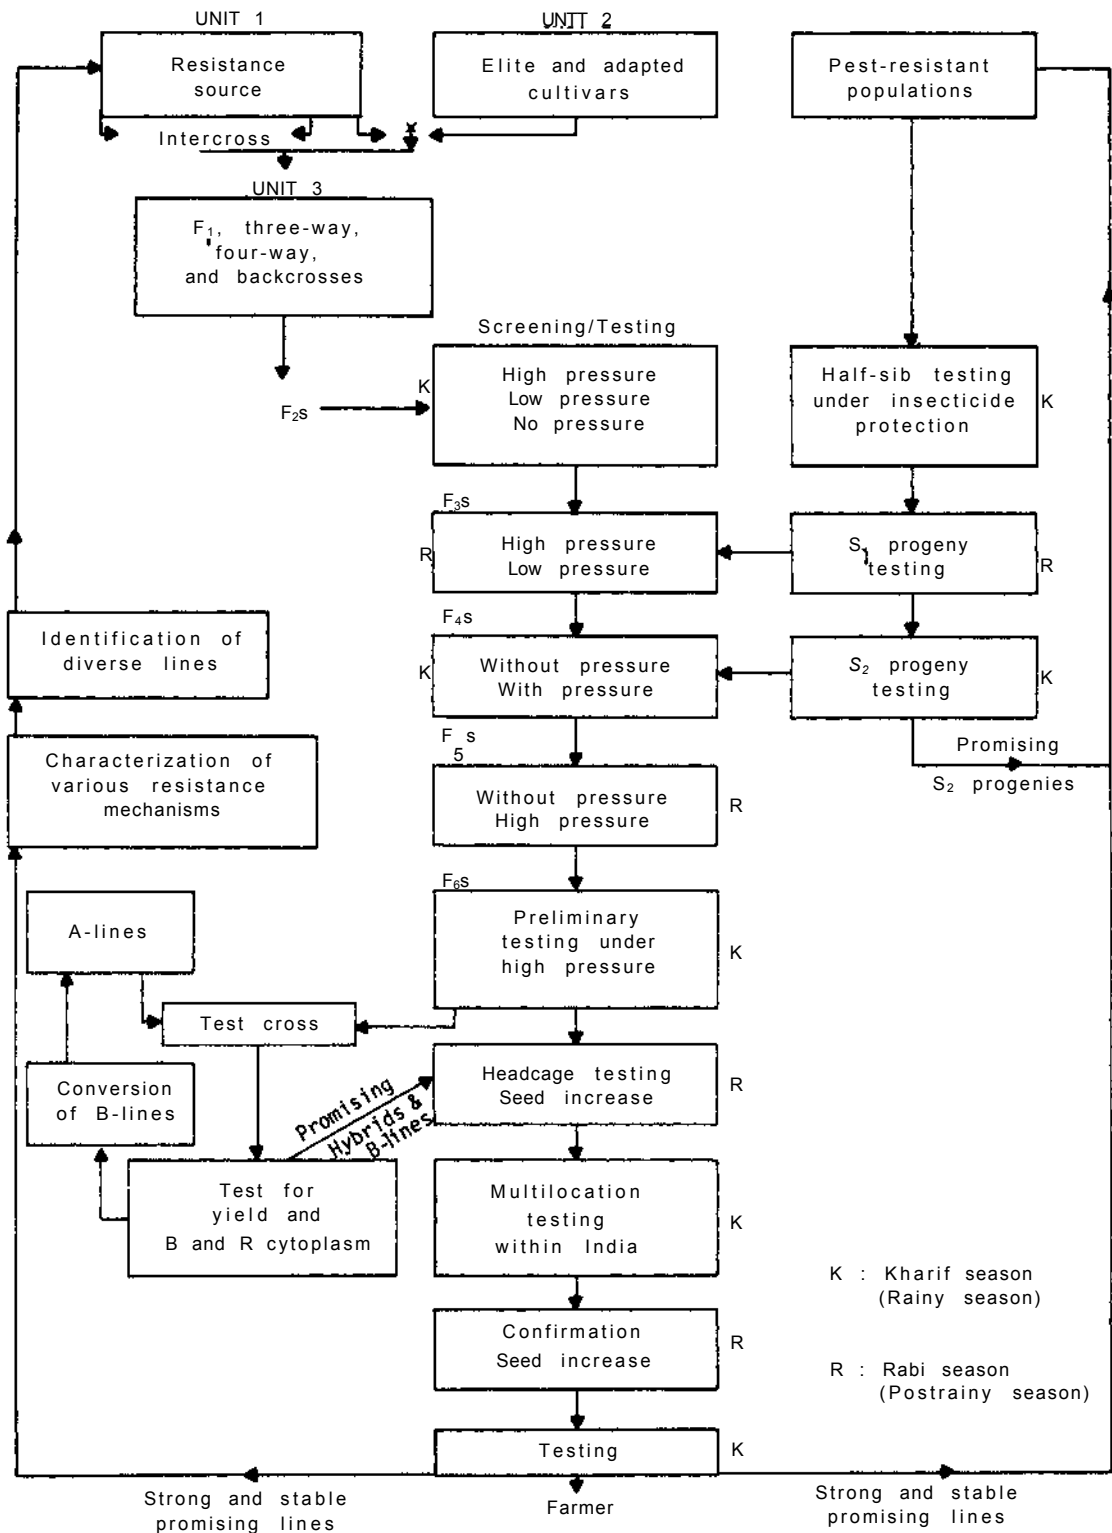 UNIT 1
UNIT 2
Resistance
source
Elite and adapted
cultivars
Pest-resistant
populations
Intercross
x
UNIT 3
F1, three-way,
four-way,
and backcrosses
Screening/Testing
F2s
K
High pressure
Low pressure
No pressure
Half-sib testing
under insecticide
protection
K
F3s
R
High pressure
Low pressure
S1 progeny
testing
R
F4s
K
Without pressure
With pressure
S2 progeny
testing
K
Identification of
diverse lines
Promising
S2 progenies
F5s
Without pressure
High pressure
R
Characterization of
various resistance
mechanisms
F6s
Preliminary
testing under
high pressure
K
A-lines
Test cross
Headcage testing
Seed increase
R
Conversion
of B-lines
Promising
Hybrids &
B-lines
Test for
yield and
B and R cytoplasm
Multilocation
testing
within India
K
K : Kharif season
(Rainy season)
Confirmation
Seed increase
R
R : Rabi season
(Postrainy season)
Testing
K
Strong and stable
promising lines
Farmer
Strong and stable
promising lines